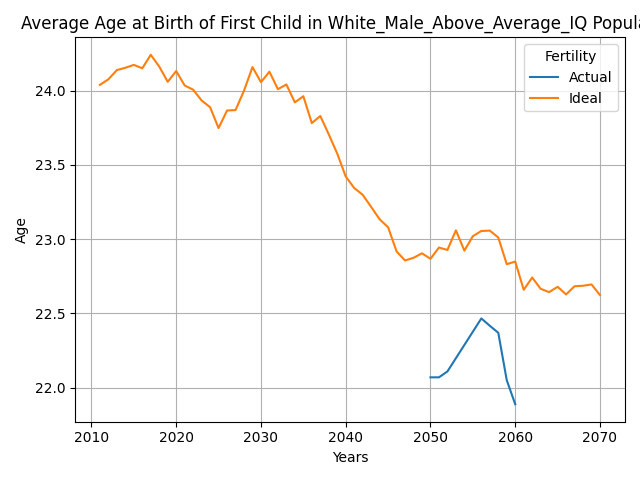 Average Age at Birth of First Child in White_Male_Above_Average_IQ Popula
Fertility
Actual
Ideal
24.0
23.5
23.0
22.5
22.0
Age
2010 2020 2030 2040 2050 2060 2070
Years